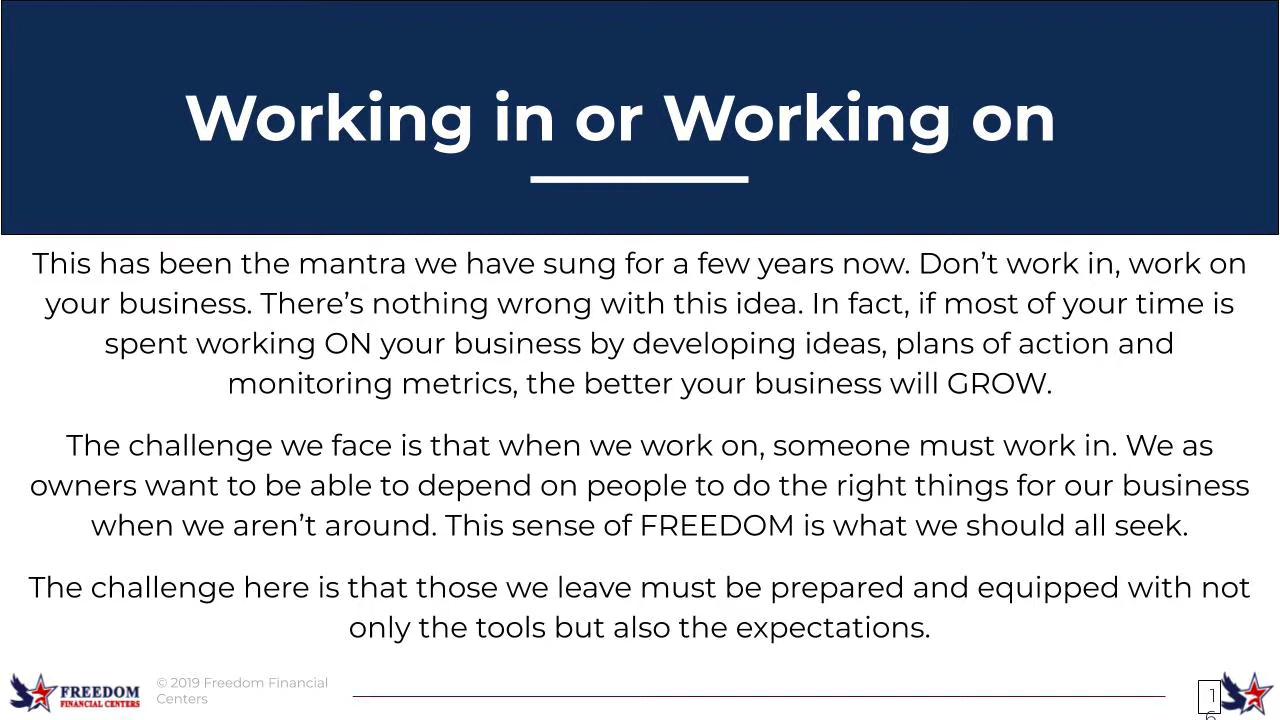 Working in or Working on
This has been the mantra we have sung for a few years now. Don’t work in, work on
your business. There’s nothing wrong with this idea. In fact, if most of your time is
spent working ON your business by developing ideas, plans of action and
monitoring metrics, the better your business will GROW.
The challenge we face is that when we work on, someone must work in. We as
owners want to be able to depend on people to do the right things for our business
when we aren’t around. This sense of FREEDOM is what we should all seek.
The challenge here is that those we leave must be prepared and equipped with not
only the tools but also the expectations.
FREEDOM
FINANCIAL CENTERS
© 2019 Freedom Financial
Centers
1
6